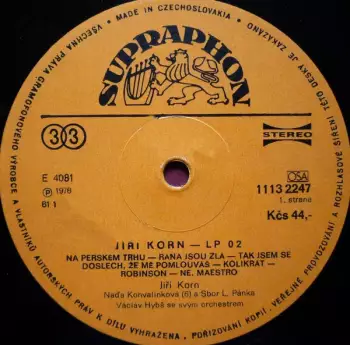 MADE IN CZECHOSLOVAKIA
VŠECHNA PRÁVA GRAMOFONOVÉHO VÝROBCE A VLASTNÍKŮ AUTORSKÝCH PRÁV K DÍLU VYHRAŽENA. POŘIZOVÁNÍ KOPIÍ, VEŘEJNÉ PROVOZOVÁNÍ A ROZHLASOVÉ ŠÍŘENÍ TÉTO DESKY JE ZAKÁZÁNO
SUPRAPHON
33
STEREO
E 4081
OSA
℗ 1978
1113 2247
61 1
1. strana
Kčs 44,-
JIŘÍ KORN — LP 02
NA PERSKÉM TRHU — RÁNA JSOU ZLÁ — TAK JSEM SE
DOSLECH, ŽE MĚ POMLOUVÁŠ — KOLIKRÁT —
ROBINSON — NE, MAESTRO
Jiří Korn
Naďa Konvalinková (6) a Sbor L. Pánka
Václav Hybš se svým orchestrem